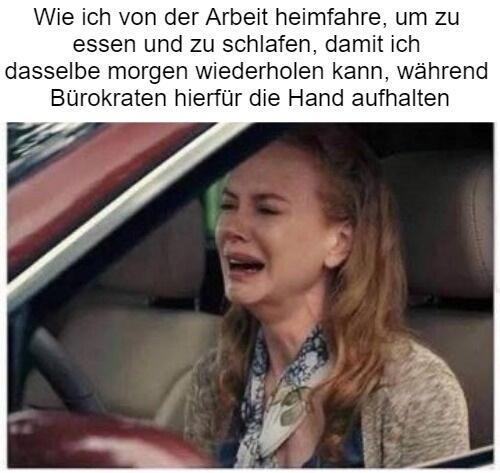 Wie ich von der Arbeit heimfahre, um zu
essen und zu schlafen, damit ich
dasselbe morgen wiederholen kann, während
Bürokraten hierfür die Hand aufhalten